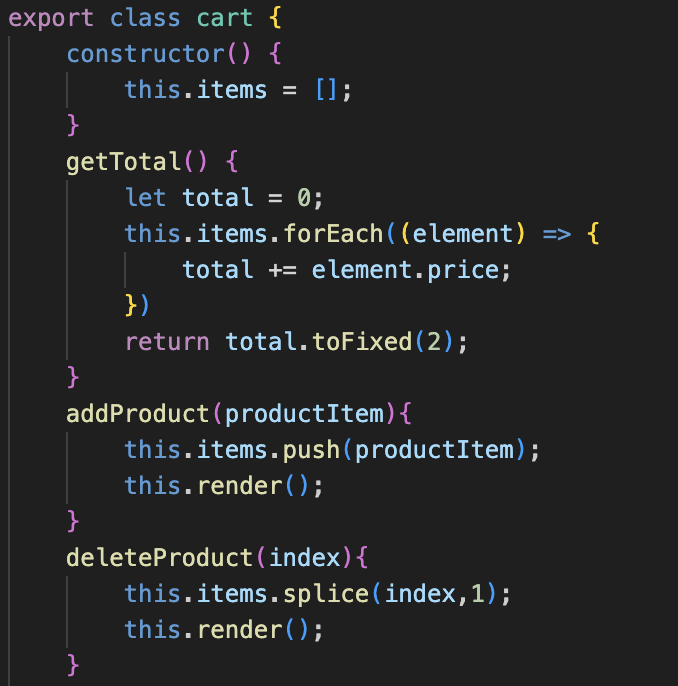 export class cart {
    constructor() {
        this.items = [];
    }
    getTotal() {
        let total = 0;
        this.items.forEach((element) => {
            total += element.price;
        })
        return total.toFixed(2);
    }
    addProduct(productItem){
        this.items.push(productItem);
        this.render();
    }
    deleteProduct(index){
        this.items.splice(index,1);
        this.render();
    }